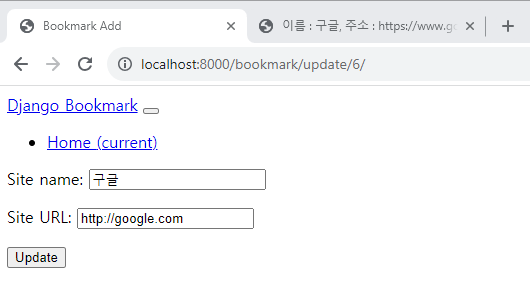 Bookmark Add
이름 : 구글, 주소 : https://www.go
localhost:8000/bookmark/update/6/
Django Bookmark
Home (current)
Site name: 구글
Site URL: http://google.com
Update